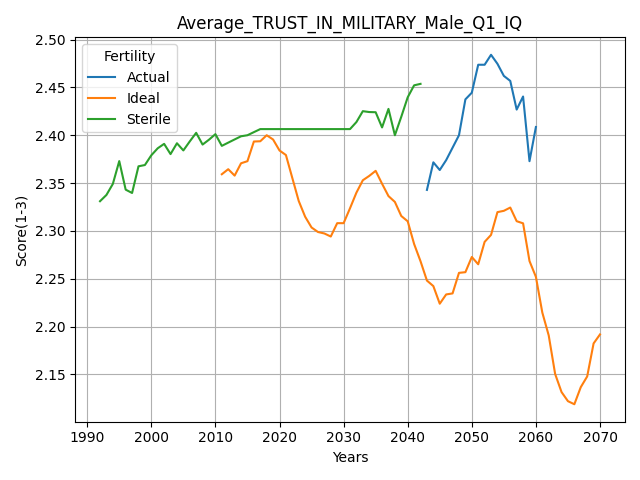 Average_TRUST_IN_MILITARY_Male_Q1_IQ
Fertility
Actual
Ideal
Sterile
Score(1-3)
2.50
2.45
2.40
2.35
2.30
2.25
2.20
2.15
1990 2000 2010 2020 2030 2040 2050 2060 2070
Years